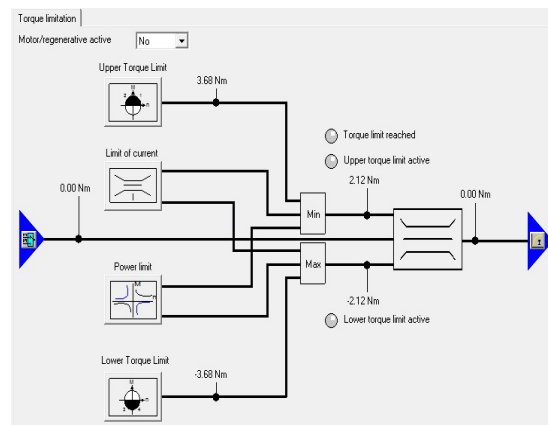 Torque limitation
Motor/regenerative active No
Upper Torque Limit
3.68 Nm
Torque limit reached
Limit of current
Upper torque limit active
2.12 Nm
0.00 Nm
0.00 Nm
Min
Power limit
Max
-2.12 Nm
Lower torque limit active
Lower Torque Limit
-3.68 Nm